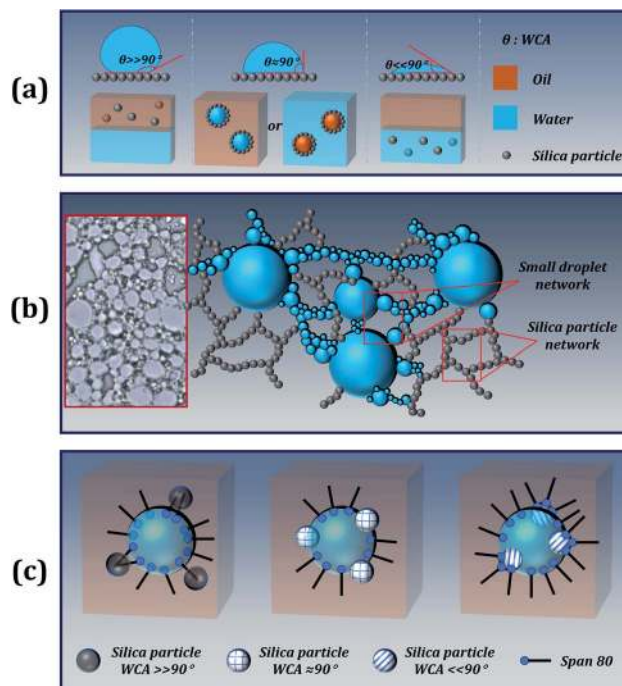 (a)
θ>>90°
θ≈90°
θ<<90°
θ : WCA
Oil
Water
Silica particle
or
(b)
Small droplet
network
Silica particle
network
(c)
Silica particle
WCA >>90°
Silica particle
WCA ≈90°
Silica particle
WCA <<90°
Span 80